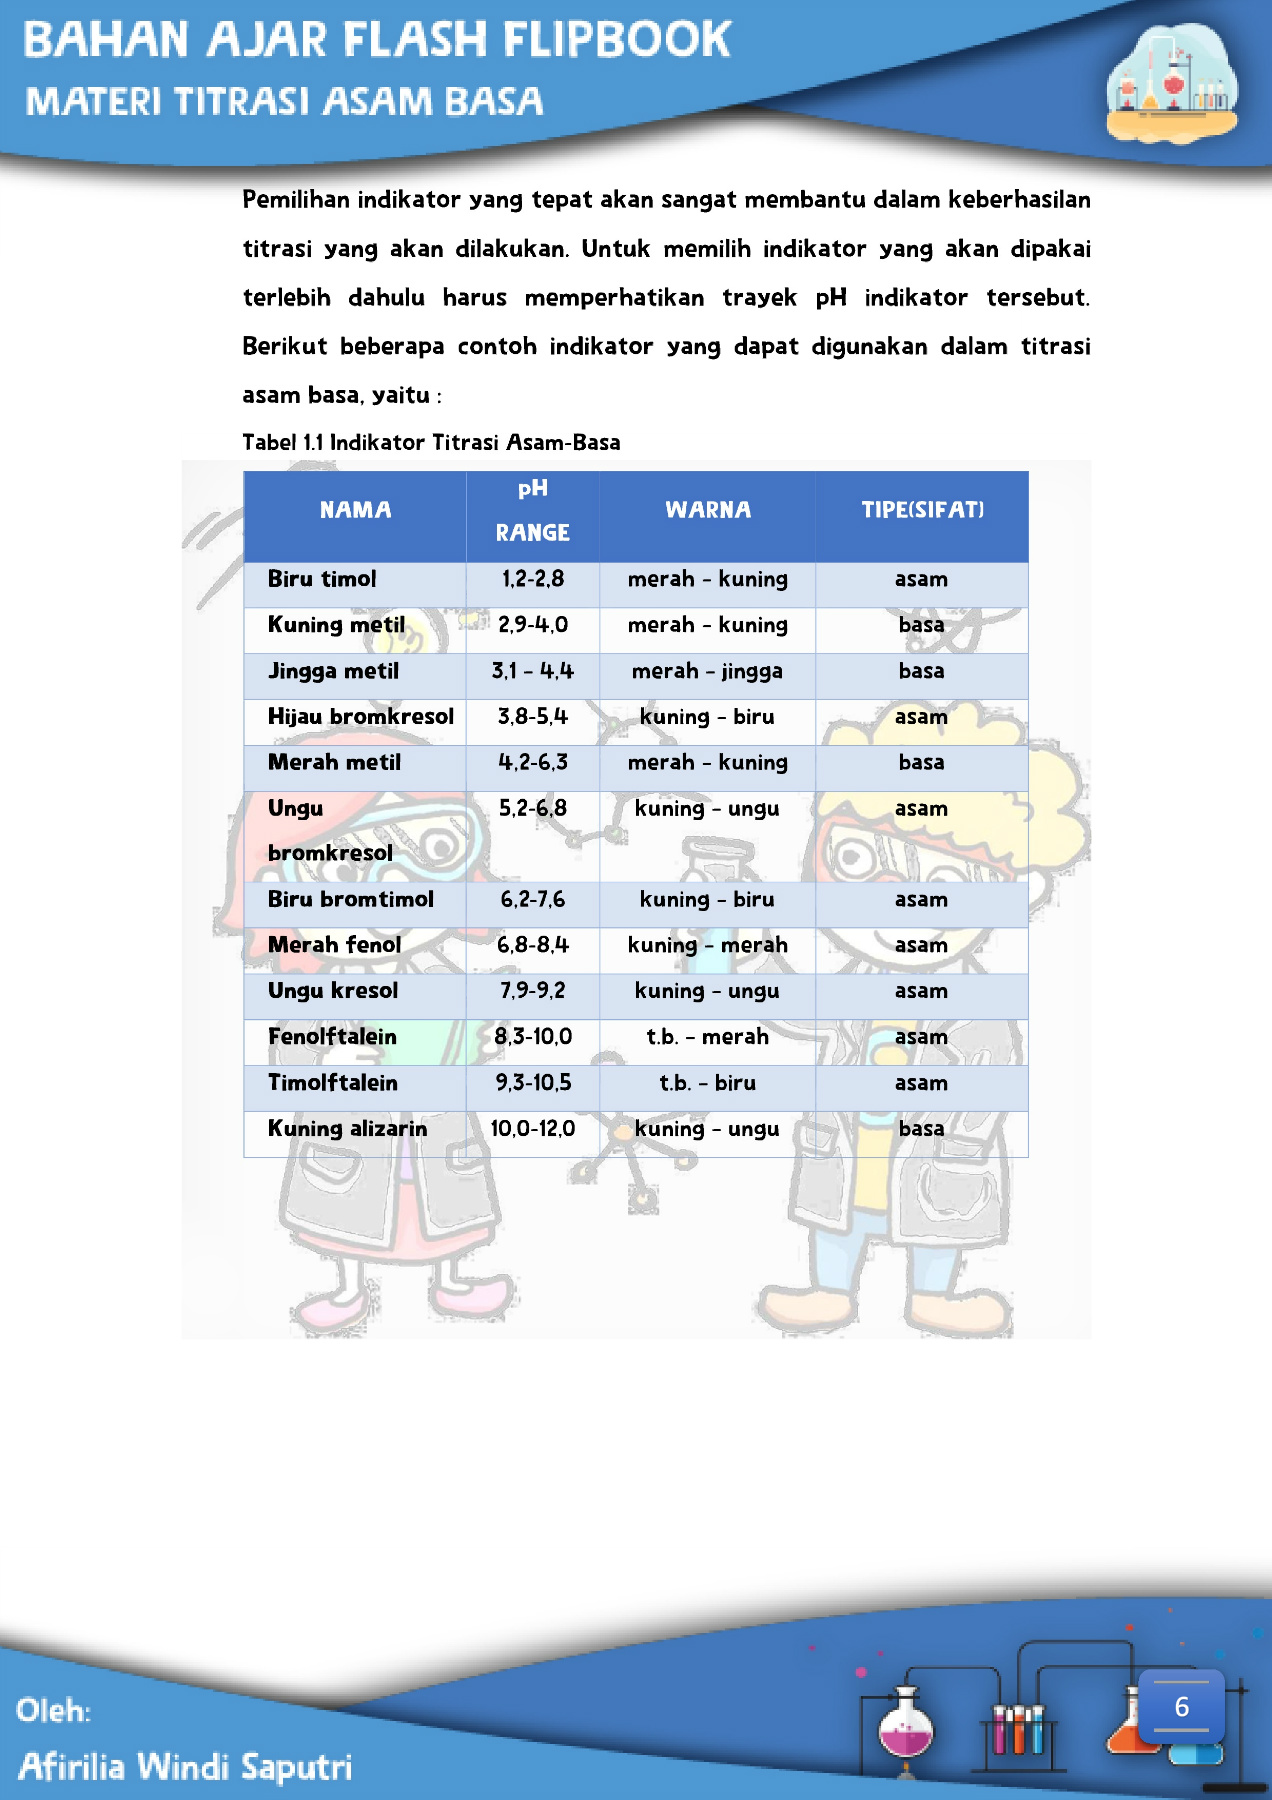 BAHAN AJAR FLASH FLIPBOOK
MATERI TITRASI ASAM BASA
Pemilihan indikator yang tepat akan sangat membantu dalam keberhasilan
titrasi yang akan dilakukan. Untuk memilih indikator yang akan dipakai
terlebih dahulu harus memperhatikan trayek pH indikator tersebut.
Berikut beberapa contoh indikator yang dapat digunakan dalam titrasi
asam basa, yaitu :
Tabel 1.1 Indikator Titrasi Asam-Basa
NAMA pH RANGE WARNA TIPE(SIFAT)
Biru timol 1,2-2,8 merah - kuning asam
Kuning metil 2,9-4,0 merah - kuning basa
Jingga metil 3,1 - 4,4 merah - jingga basa
Hijau bromkresol 3,8-5,4 kuning - biru asam
Merah metil 4,2-6,3 merah - kuning basa
Ungu bromkresol 5,2-6,8 kuning - ungu asam
Biru bromtimol 6,2-7,6 kuning - biru asam
Merah fenol 6,8-8,4 kuning - merah asam
Ungu kresol 7,9-9,2 kuning - ungu asam
Fenolftalein 8,3-10,0 t.b. - merah asam
Timolftalein 9,3-10,5 t.b. - biru asam
Kuning alizarin 10,0-12,0 kuning - ungu basa
6
Oleh:
Afirilia Windi Saputri